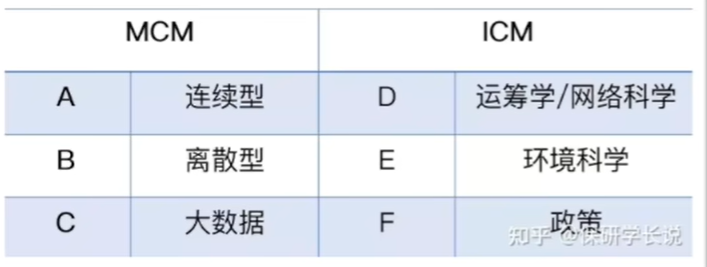 MCM ICM
A 连续型 D 运筹学/网络科学
B 离散型 E 环境科学
C 大数据 F 政策
知乎 @保研学长说